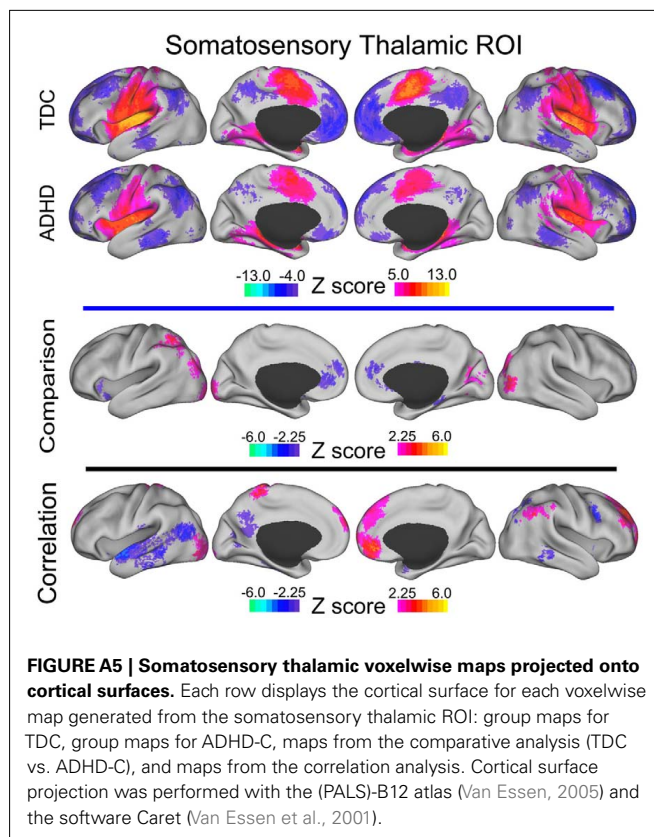 Somatosensory Thalamic ROI
TDC
ADHD
-13.0 -4.0 Z score 5.0 13.0
Comparison
-6.0 -2.25 Z score 2.25 6.0
Correlation
-6.0 -2.25 Z score 2.25 6.0
FIGURE A5 | Somatosensory thalamic voxelwise maps projected onto
cortical surfaces. Each row displays the cortical surface for each voxelwise
map generated from the somatosensory thalamic ROI: group maps for
TDC, group maps for ADHD-C, maps from the comparative analysis (TDC
vs. ADHD-C), and maps from the correlation analysis. Cortical surface
projection was performed with the (PALS)-B12 atlas (Van Essen, 2005) and
the software Caret (Van Essen et al., 2001).